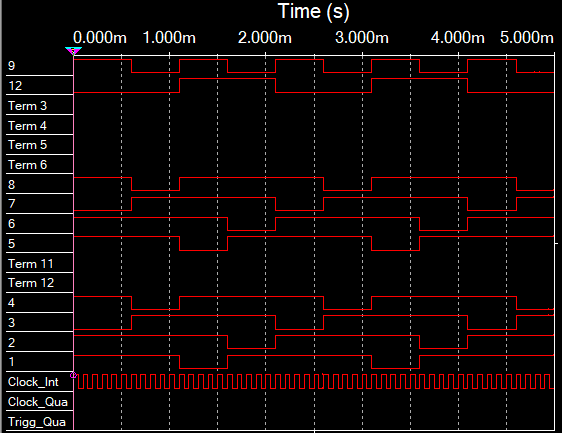 Time (s)
0.000m 1.000m 2.000m 3.000m 4.000m 5.000m
9
12
Term 3
Term 4
Term 5
Term 6
8
7
6
5
Term 11
Term 12
4
3
2
1
Clock_Int
Clock_Qua
Trigg_Qua